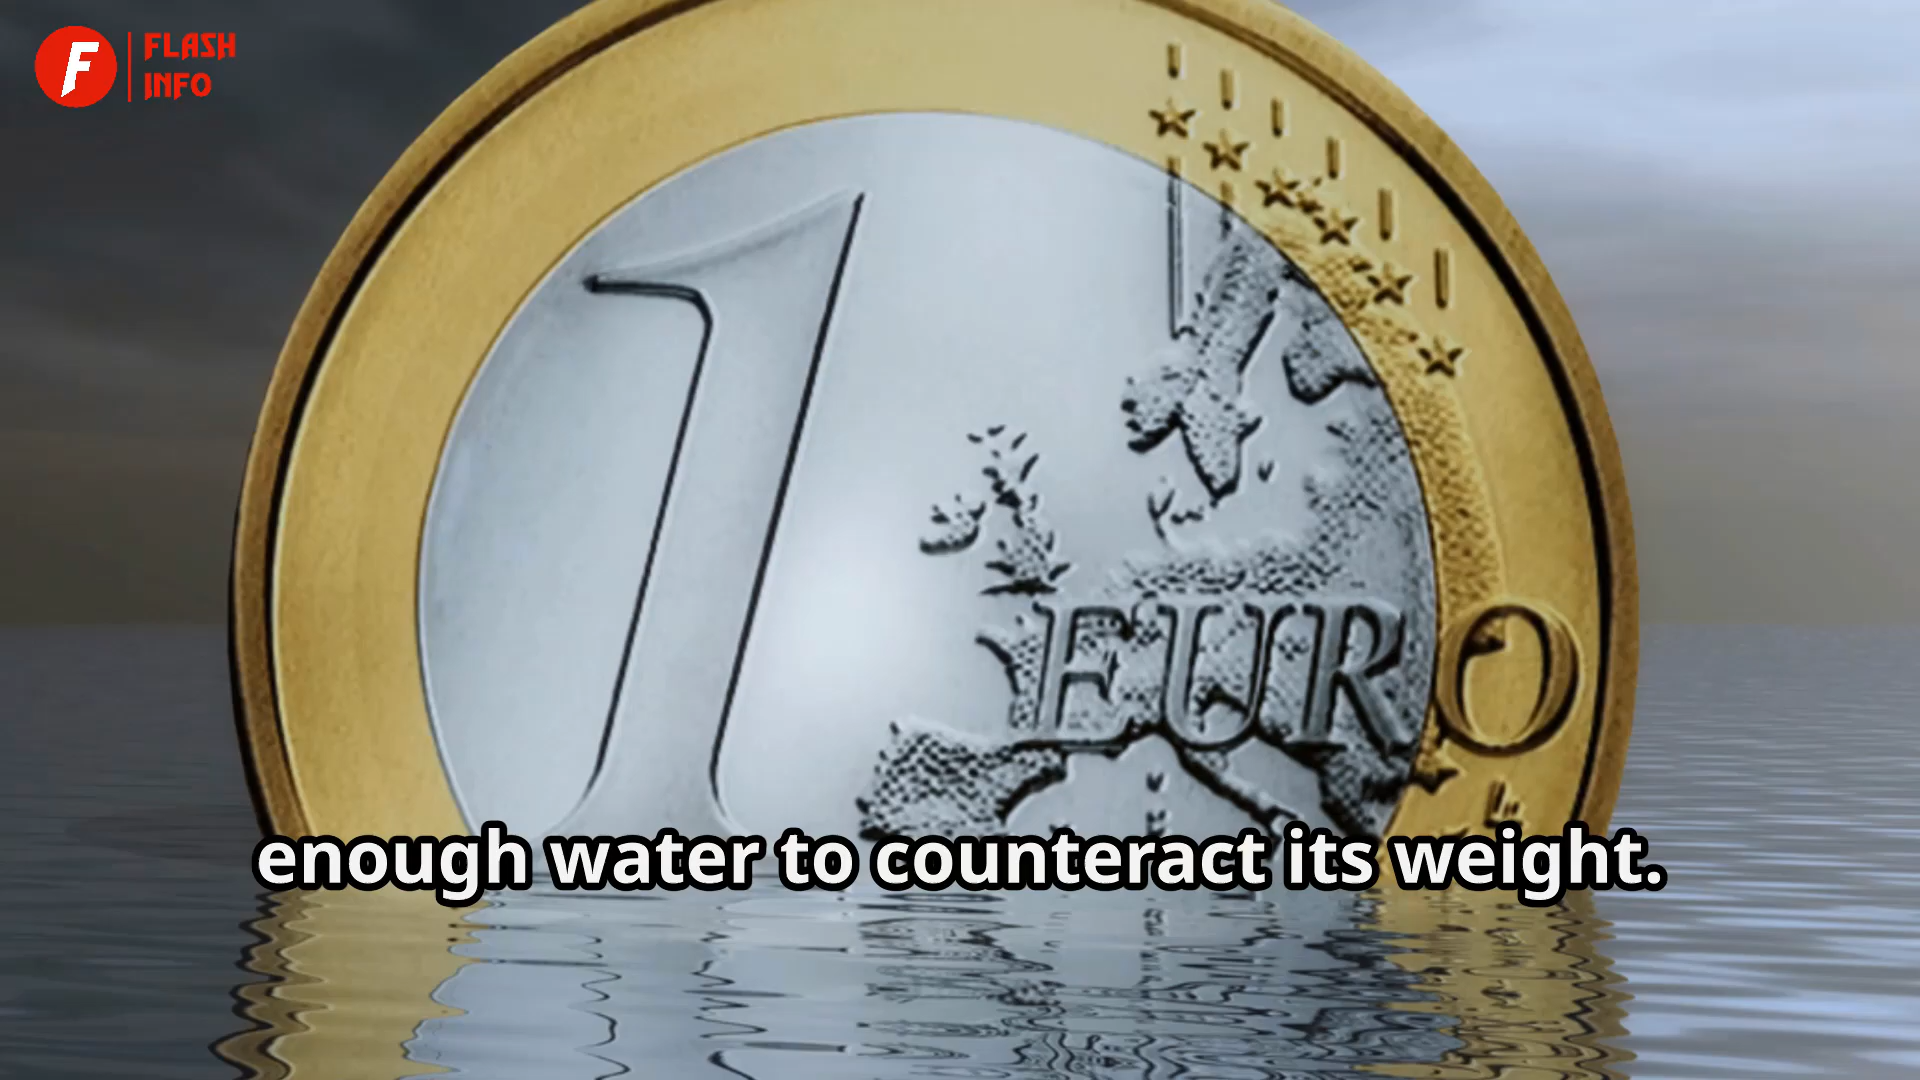 F
FLASH
INFO
1
EURO
enough water to counteract its weight.